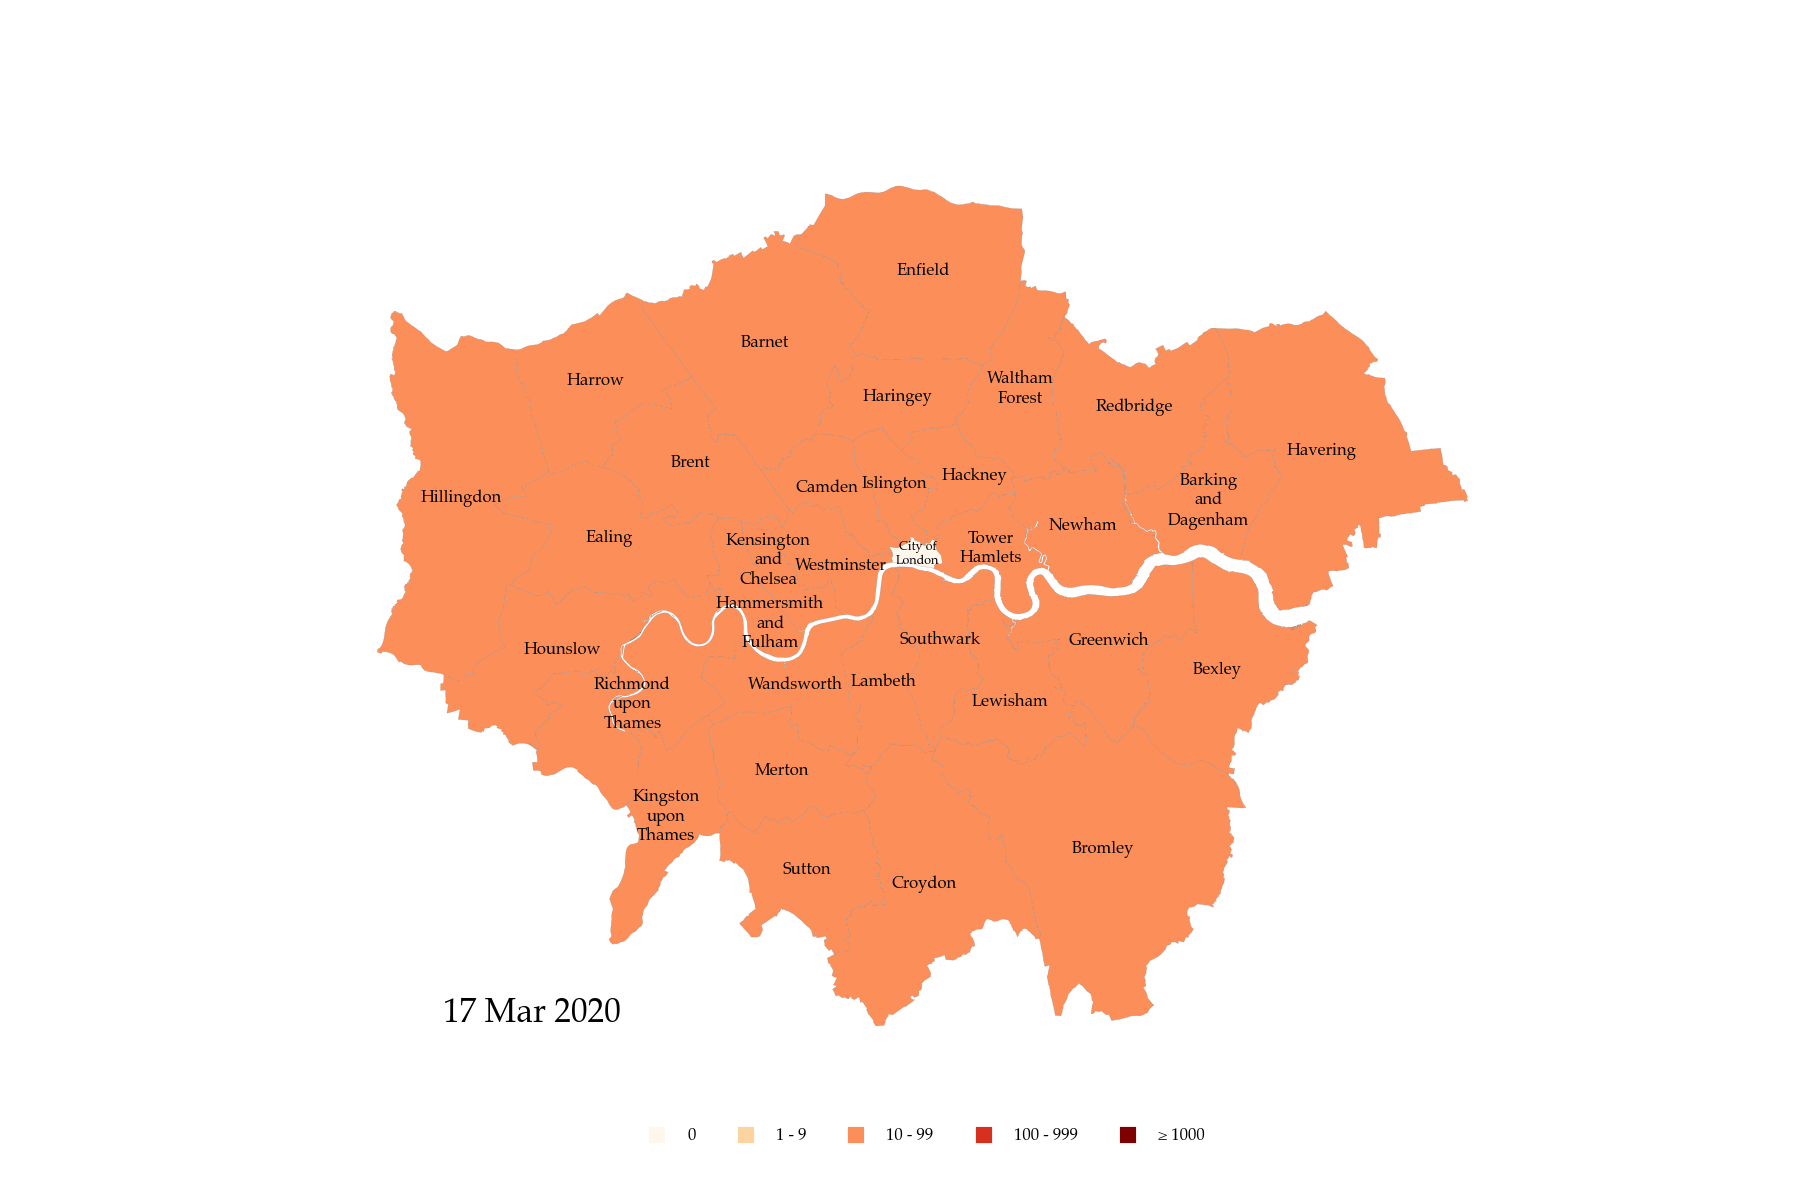 Enfield
Barnet
Harrow
Waltham
Forest
Haringey
Redbridge
Havering
Brent
Hackney
Islington
Camden
Hillingdon
Barking
and
Dagenham
Newham
Ealing
Kensington
and
Chelsea
Westminster
City of
London
Tower
Hamlets
Hammersmith
and
Fulham
Hounslow
Southwark
Greenwich
Bexley
Richmond
upon
Thames
Wandsworth
Lambeth
Lewisham
Merton
Kingston
upon
Thames
Bromley
Sutton
Croydon
17 Mar 2020
0 1 - 9 10 - 99 100 - 999 ≥ 1000